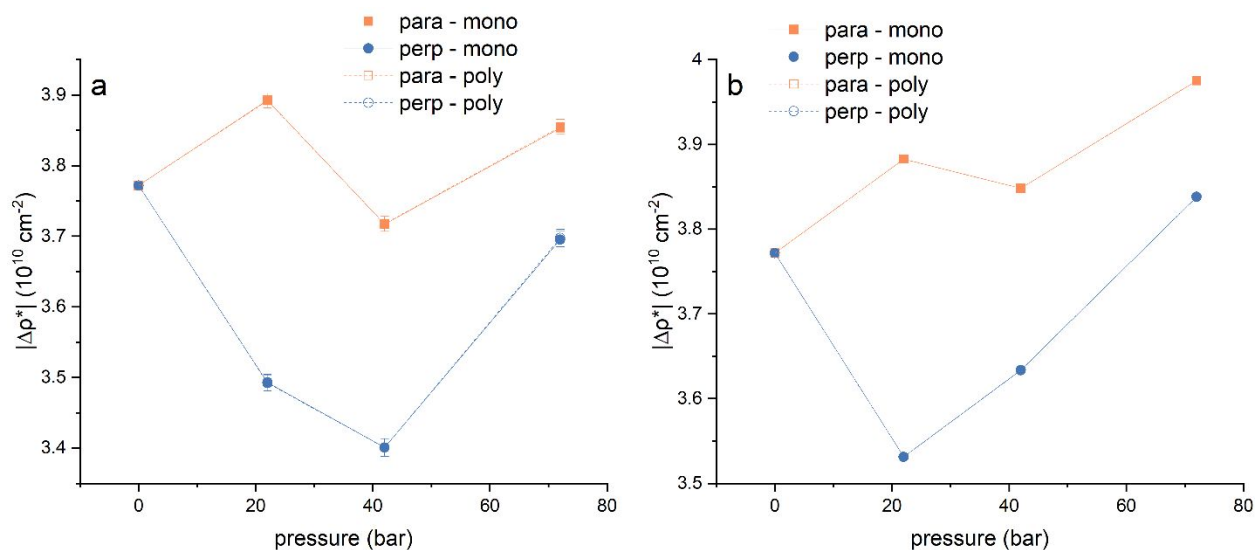 a
para - mono
perp - mono
para - poly
perp - poly
3.9
3.8
3.7
3.6
3.5
3.4
|Δρ*| (10¹⁰ cm⁻²)
0
20
40
60
80
pressure (bar)
b
para - mono
perp - mono
para - poly
perp - poly
4
3.9
3.8
3.7
3.6
3.5
|Δρ*| (10¹⁰ cm⁻²)
0
20
40
60
80
pressure (bar)